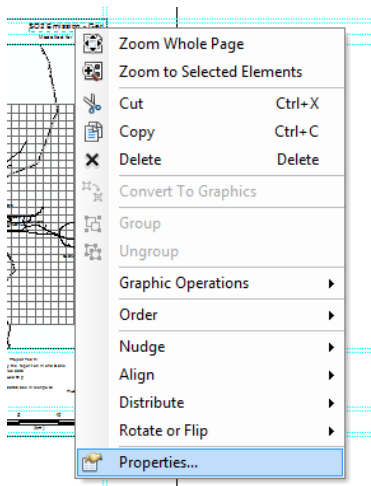 Zoom Whole Page
Zoom to Selected Elements
Cut Ctrl+X
Copy Ctrl+C
Delete Delete
Convert To Graphics
Group
Ungroup
Graphic Operations
Order
Nudge
Align
Distribute
Rotate or Flip
Properties...